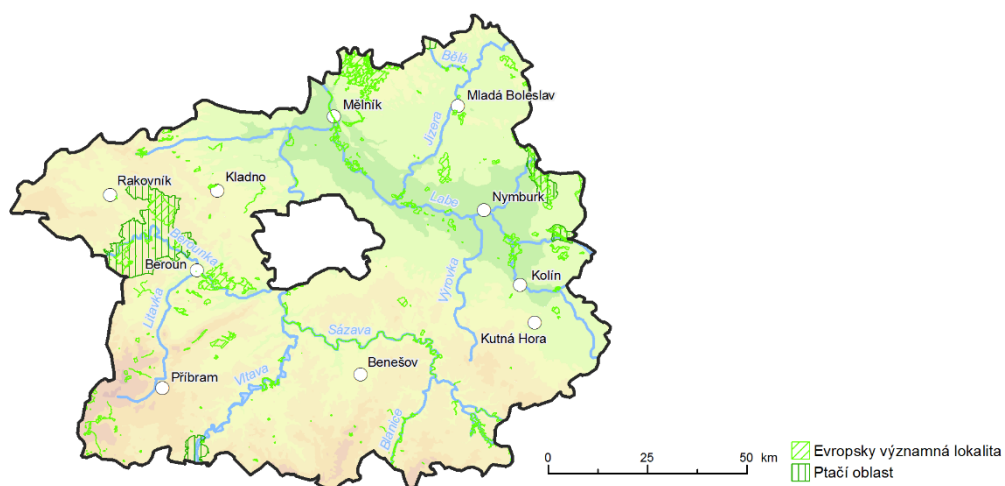 Bělá
Mělník
Mladá Boleslav
Jizera
Rakovník
Kladno
Labe
Nymburk
Berounka
Beroun
Litavka
Výrovka
Kolín
Sázava
Kutná Hora
Benešov
Příbram
Vltava
Blanice
Evropsky významná lokalita
0 25 50 km
Ptačí oblast